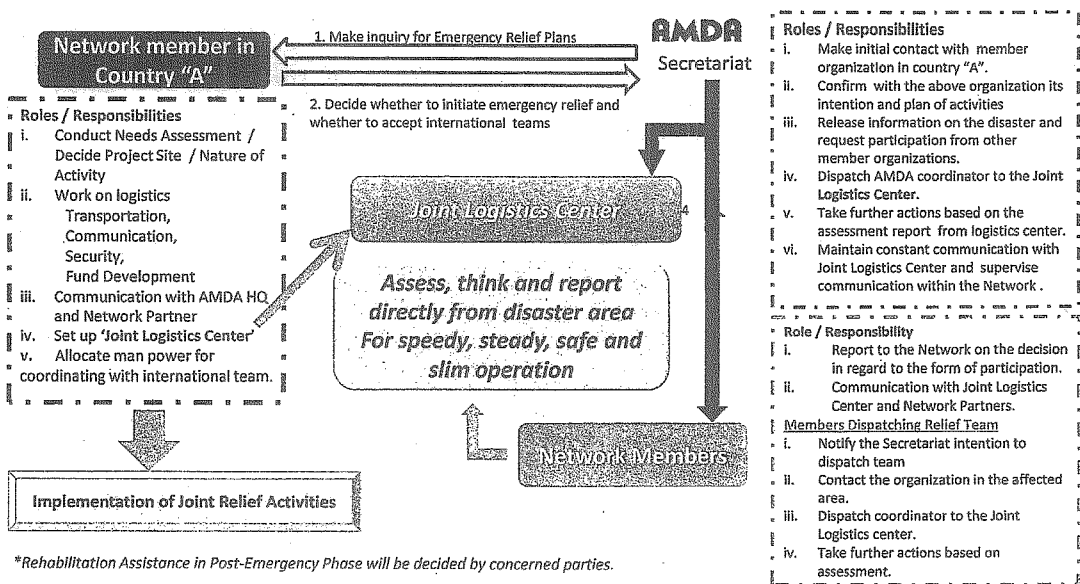 Network member in
Country "A"
1. Make inquiry for Emergency Relief Plans
2. Decide whether to initiate emergency relief and
whether to accept international teams
AMDA
Secretariat
Roles / Responsibilities
i. Conduct Needs Assessment /
Decide Project Site / Nature of
Activity
ii. Work on logistics
Transportation,
Communication,
Security,
Fund Development
iii. Communication with AMDA HQ
and Network Partner
iv. Set up 'Joint Logistics Center'
v. Allocate man power for
coordinating with international team.
Joint Logistics Center
4
Assess, think and report
directly from disaster area
For speedy, steady, safe and
slim operation
Network Members
Implementation of Joint Relief Activities
*Rehabilitation Assistance in Post-Emergency Phase will be decided by concerned parties.
Roles / Responsibilities
i. Make initial contact with member
organization in country "A".
ii. Confirm with the above organization its
intention and plan of activities
iii. Release information on the disaster and
request participation from other
member organizations.
iv. Dispatch AMDA coordinator to the Joint
Logistics Center.
v. Take further actions based on the
assessment report from logistics center.
vi. Maintain constant communication with
Joint Logistics Center and supervise
communication within the Network .
Role / Responsibility
i. Report to the Network on the decision
in regard to the form of participation.
ii. Communication with Joint Logistics
Center and Network Partners.
Members Dispatching Relief Team
i. Notify the Secretariat intention to
dispatch team
ii. Contact the organization in the affected
area.
iii. Dispatch coordinator to the Joint
Logistics center.
iv. Take further actions based on
assessment.